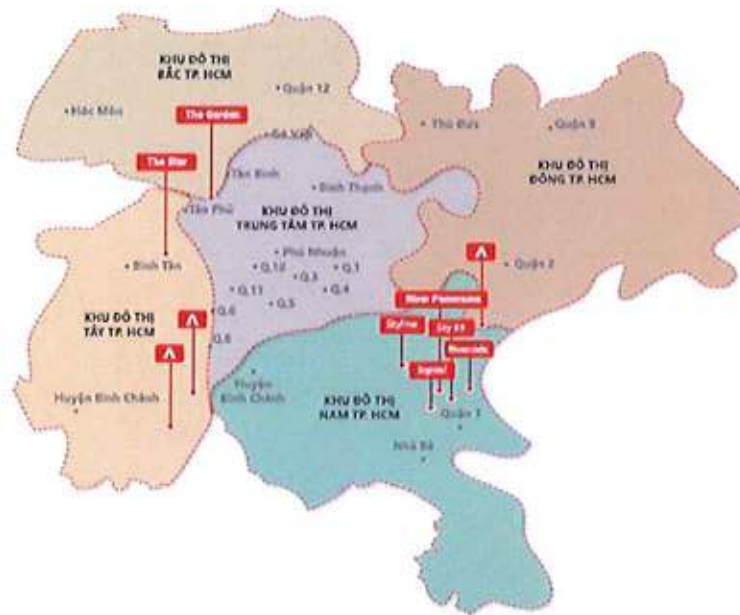 KHU ĐÔ THỊ
BẮC TP. HCM
Quận 12
Hóc Môn
The Garden
Gò Vấp
Thủ Đức
Quận 9
The Star
Tân Bình
Bình Thạnh
KHU ĐÔ THỊ
ĐÔNG TP. HCM
Tân Phú
KHU ĐÔ THỊ
TRUNG TÂM TP. HCM
Phú Nhuận
Bình Tân
Q.10
Q.3
Q.1
Quận 2
Q.11
Q.5
Q.4
River Panorama
Q.6
KHU ĐÔ THỊ
TÂY TP. HCM
Skyline
Sky 89
Q.8
Riverside
Signial
Huyện
Bình Chánh
Huyện Bình Chánh
KHU ĐÔ THỊ
NAM TP. HCM
Quận 7
Nhà Bè